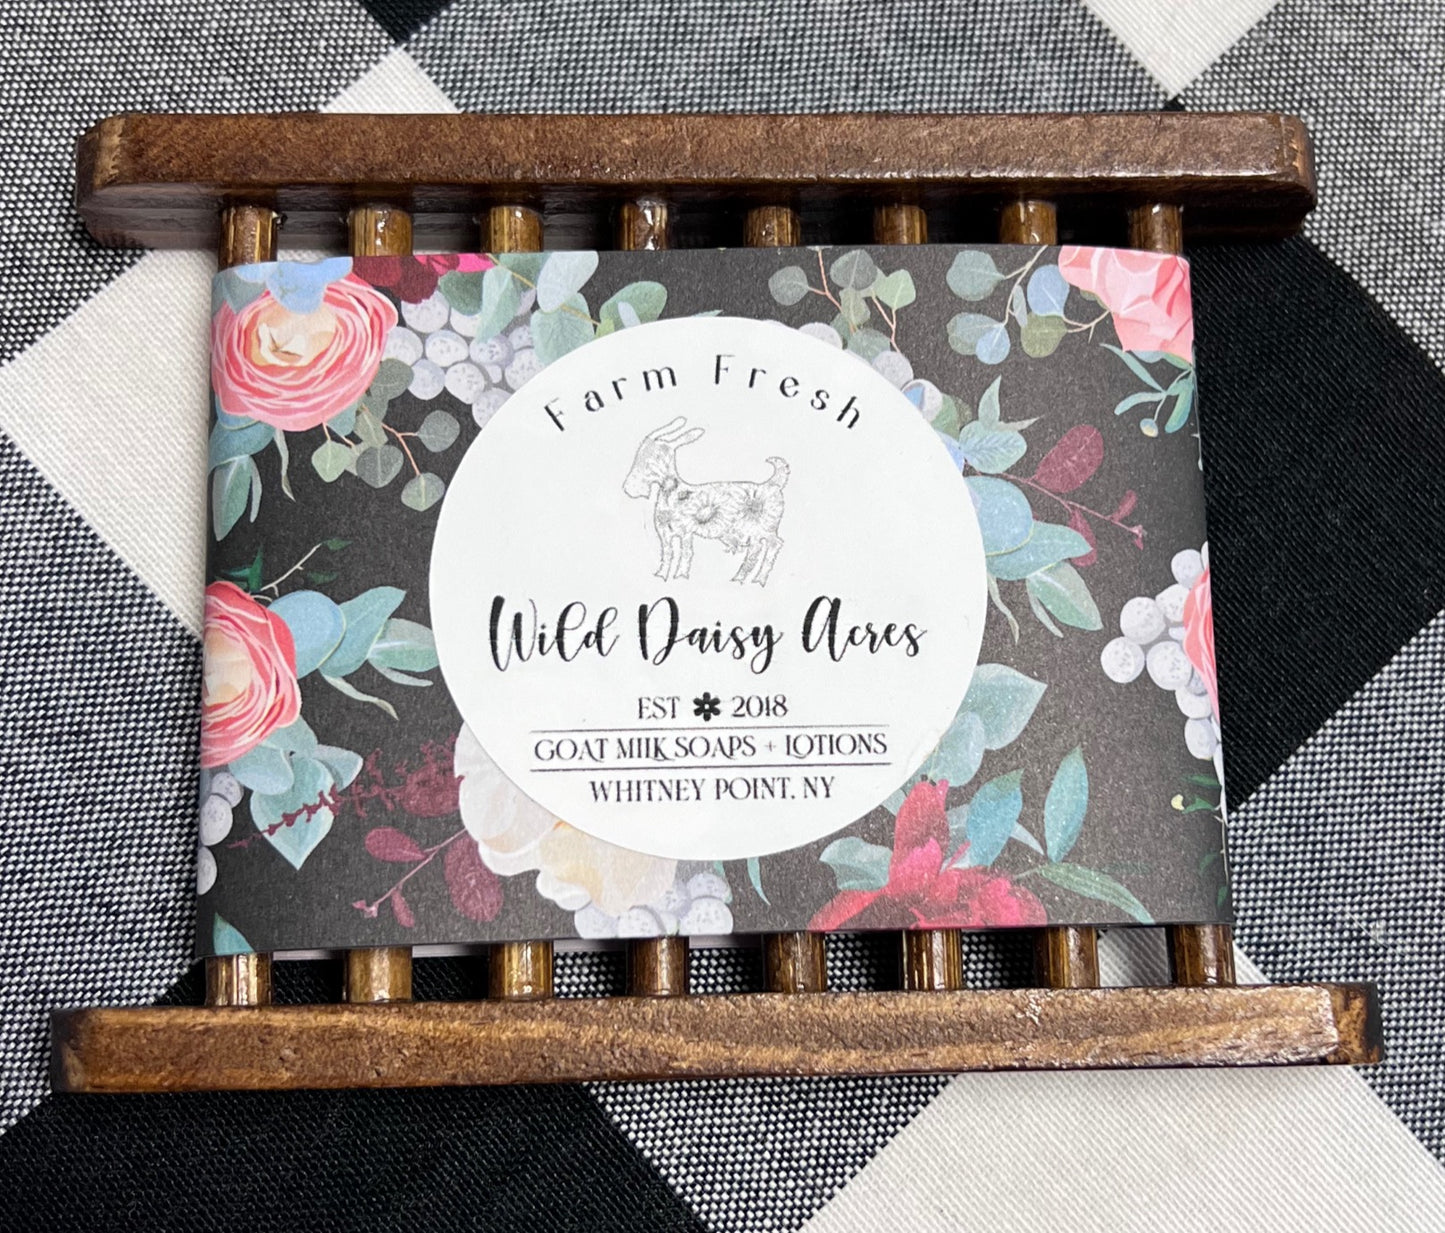 Farm Fresh
Wild Daisy Acres
EST 2018
GOAT MILK SOAPS + LOTIONS
WHITNEY POINT, NY